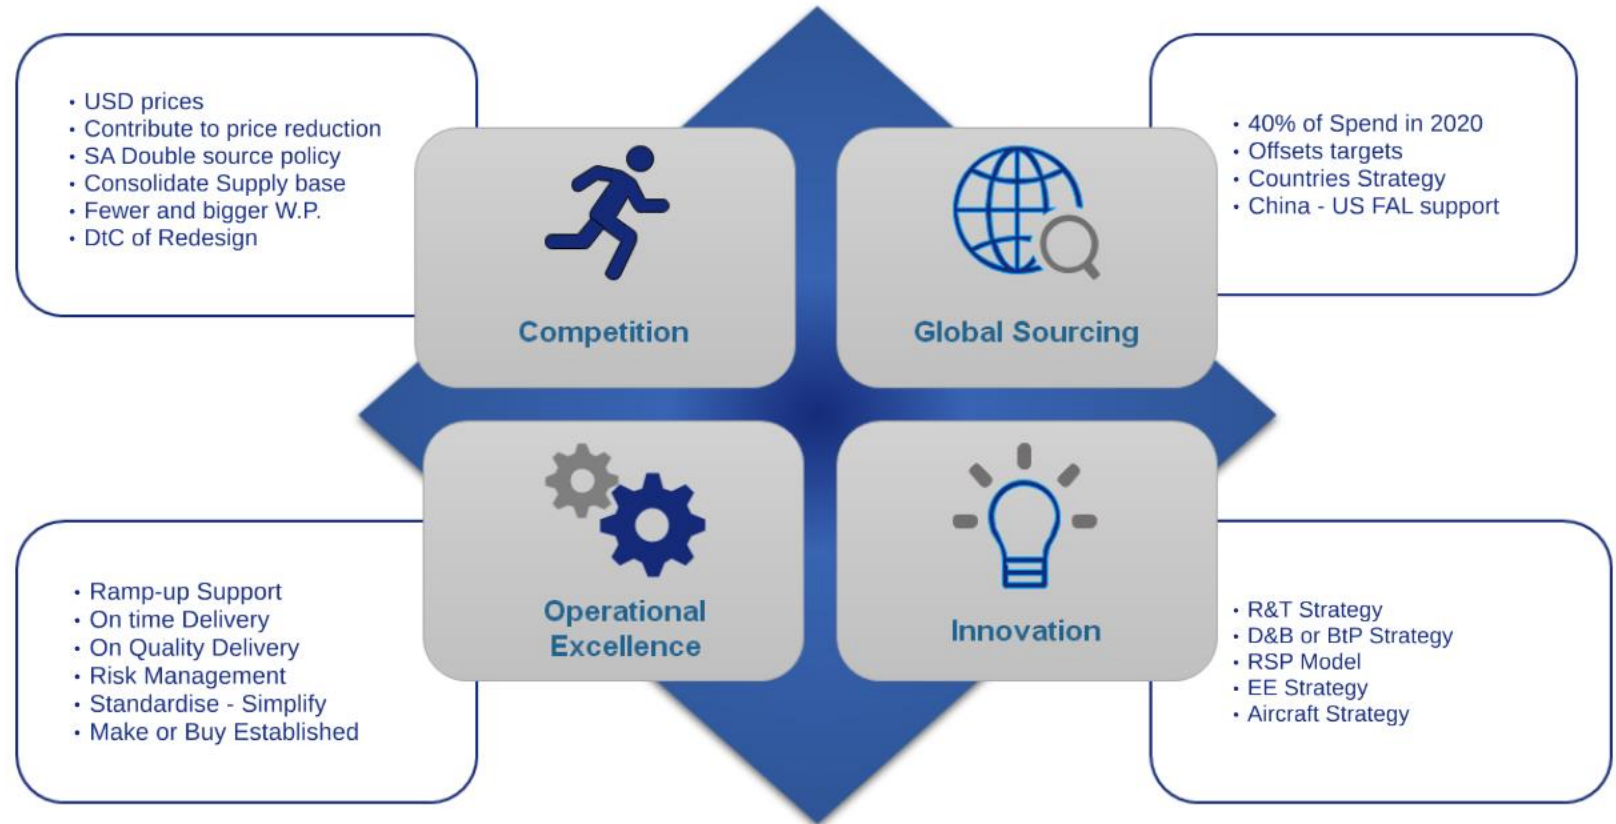 • USD prices
• Contribute to price reduction
• SA Double source policy
• Consolidate Supply base
• Fewer and bigger W.P.
• DtC of Redesign
Competition
Global Sourcing
• 40% of Spend in 2020
• Offsets targets
• Countries Strategy
• China - US FAL support
• Ramp-up Support
• On time Delivery
• On Quality Delivery
• Risk Management
• Standardise - Simplify
• Make or Buy Established
Operational
Excellence
Innovation
• R&T Strategy
• D&B or BtP Strategy
• RSP Model
• EE Strategy
• Aircraft Strategy